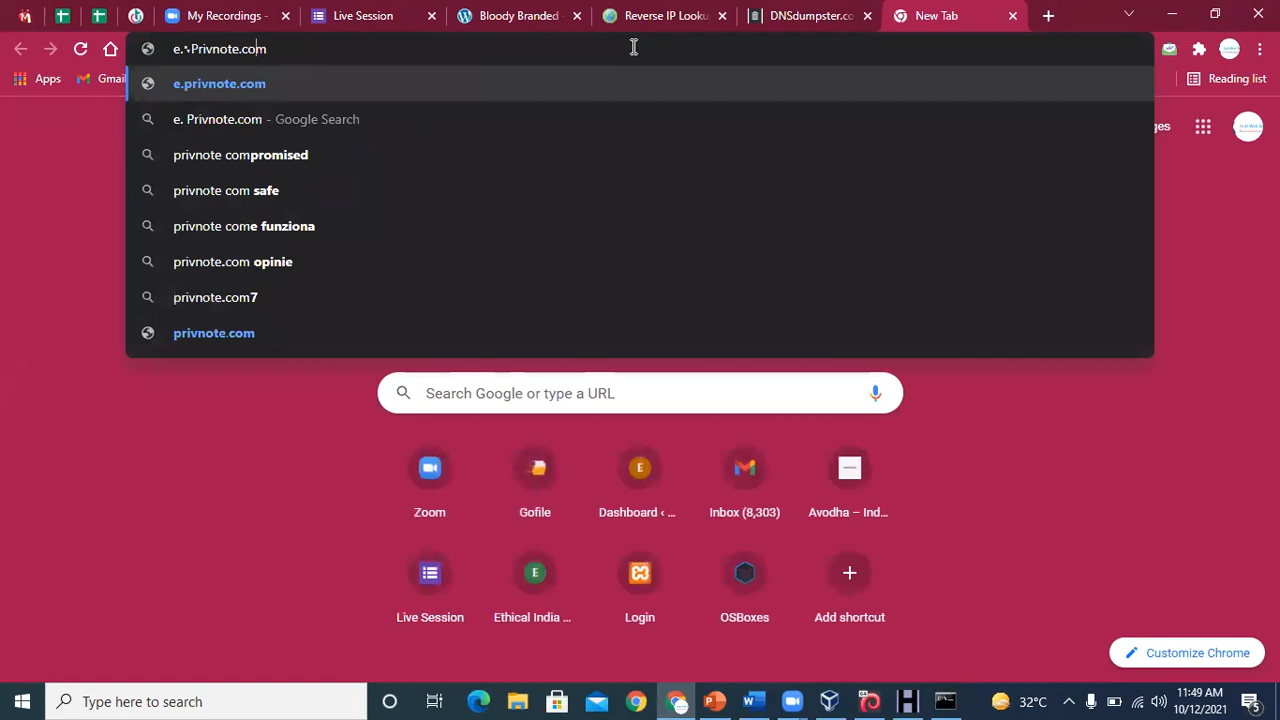 My Recordings -
Live Session
Bloody Branded -
Reverse IP Looku
DNSdumpster.co
New Tab
e. · Privnote.com
Apps
Gmail
e.privnote.com
e. Privnote.com - Google Search
privnote compromised
privnote com safe
privnote come funziona
privnote.com opinie
privnote.com7
privnote.com
Reading list
ges
Search Google or type a URL
Zoom
Gofile
E
Dashboard ‹ ...
Inbox (8,303)
Avodha – Ind...
Live Session
E
Ethical India ...
Login
OSBoxes
Add shortcut
Customize Chrome
Type here to search
32°C
11:49 AM
10/12/2021
5